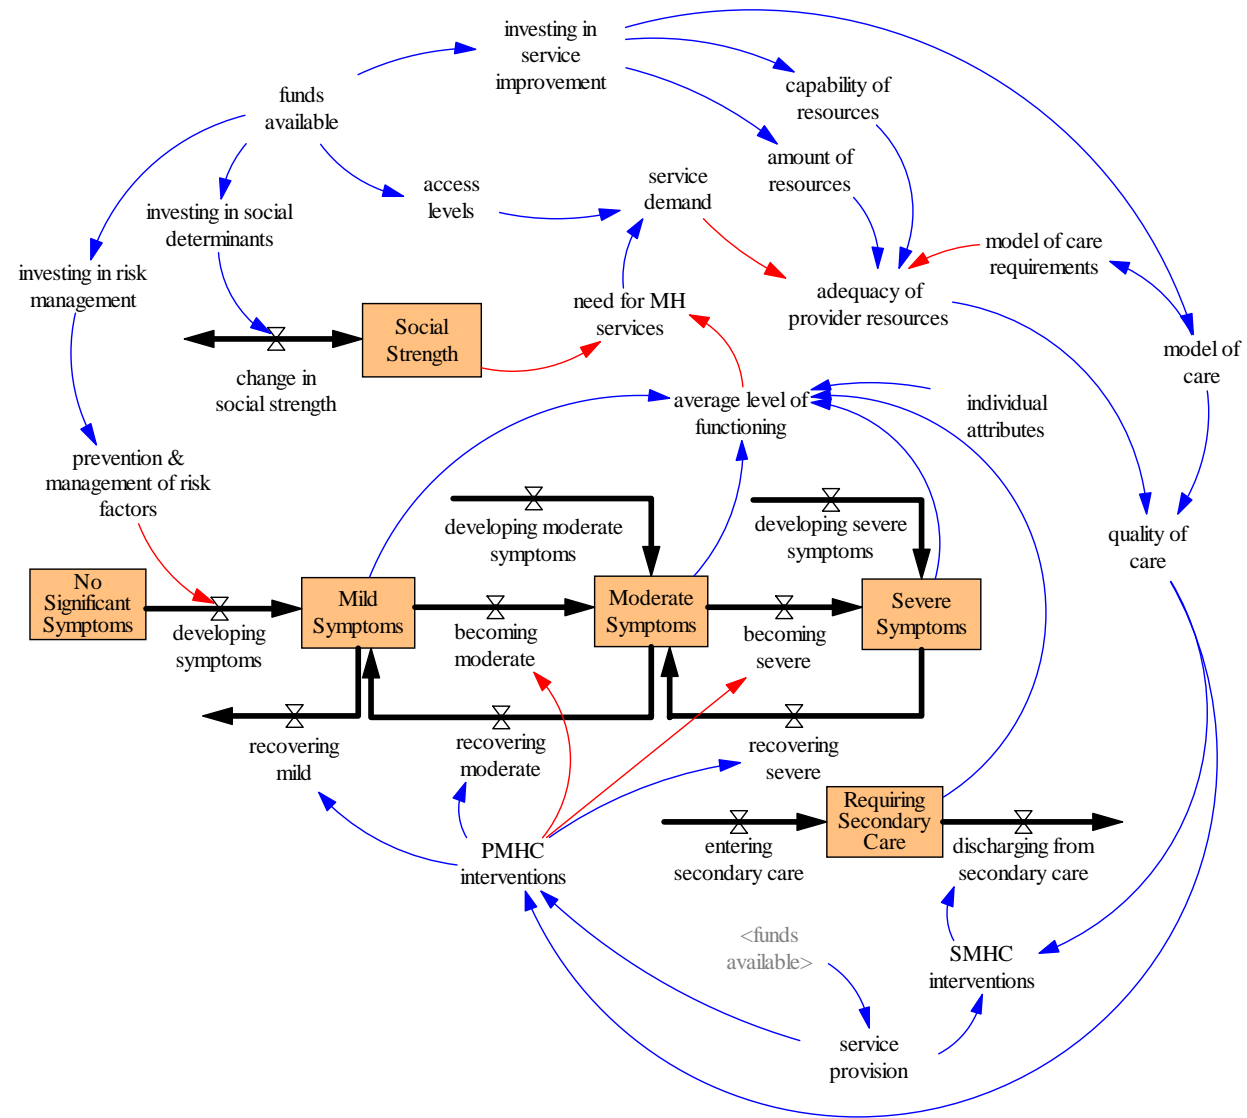 investing in
service
improvement
funds
available
capability of
resources
amount of
resources
access
levels
service
demand
investing in social
determinants
investing in risk
management
model of care
requirements
adequacy of
provider resources
need for MH
services
Social
Strength
change in
social strength
model of
care
average level of
functioning
individual
attributes
prevention &
management of risk
factors
developing moderate
symptoms
developing severe
symptoms
quality of
care
No
Significant
Symptoms
developing
symptoms
Mild
Symptoms
becoming
moderate
Moderate
Symptoms
becoming
severe
Severe
Symptoms
recovering
mild
recovering
moderate
recovering
severe
Requiring
Secondary
Care
entering
secondary care
discharging from
secondary care
PMHC
interventions
<funds
available>
SMHC
interventions
service
provision